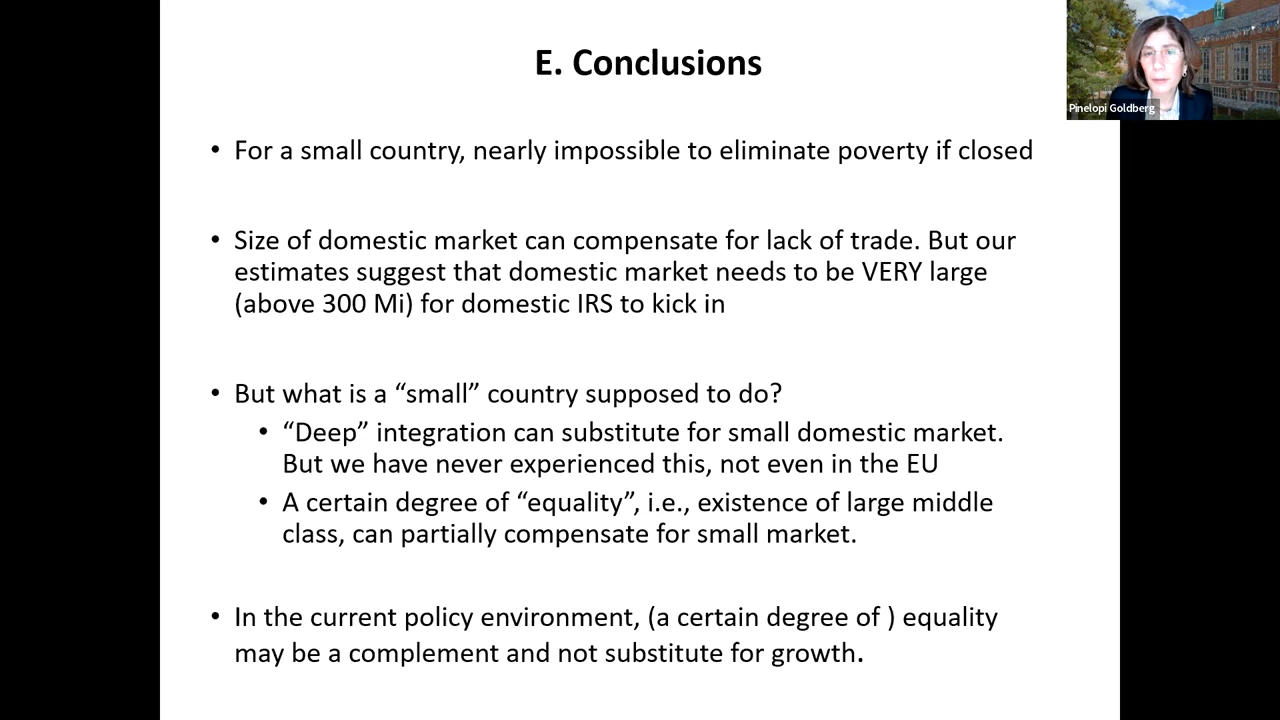 E. Conclusions
Pinelopi Goldberg
• For a small country, nearly impossible to eliminate poverty if closed
• Size of domestic market can compensate for lack of trade. But our
estimates suggest that domestic market needs to be VERY large
(above 300 Mi) for domestic IRS to kick in
• But what is a “small” country supposed to do?
• “Deep” integration can substitute for small domestic market.
But we have never experienced this, not even in the EU
• A certain degree of “equality”, i.e., existence of large middle
class, can partially compensate for small market.
• In the current policy environment, (a certain degree of ) equality
may be a complement and not substitute for growth.